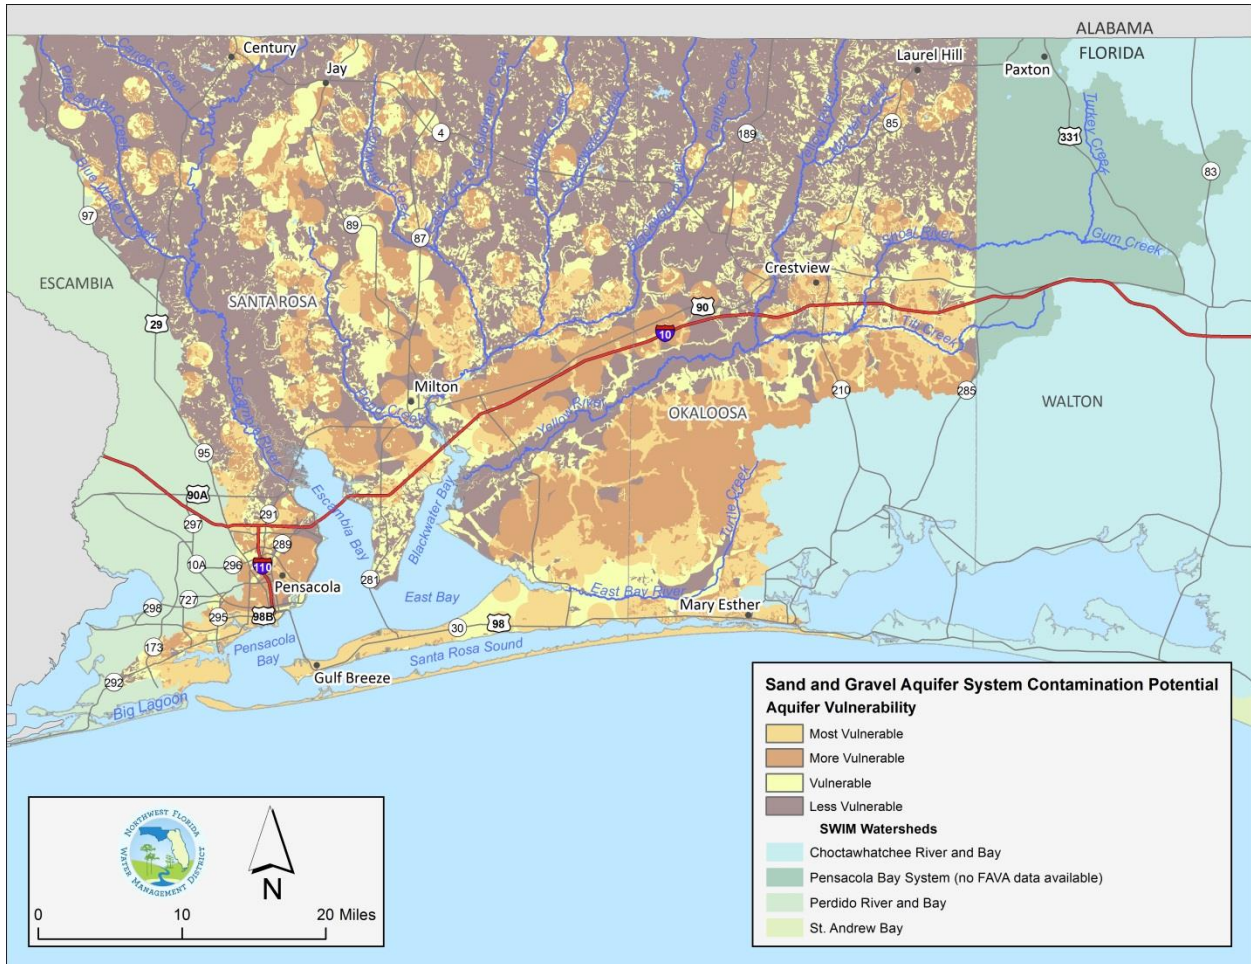 ALABAMA
FLORIDA
Century
Jay
Laurel Hill
Paxton
Canoe Creek
Pine Barren Creek
Blue Water Creek
Panther Creek
Turkey Creek
4
189
85
331
83
97
89
87
Blackwater River
Shoal River
Gum Creek
ESCAMBIA
SANTA ROSA
Crestview
29
90
10
Titi Creek
Milton
Yellow River
OKALOOSA
210
285
WALTON
Escambia River
95
90A
297
291
289
10A
296
110
Pensacola
Escambia Bay
Blackwater Bay
Turtle Creek
281
East Bay
East Bay River
Mary Esther
298
727
295
98B
30
98
173
Pensacola
Bay
Santa Rosa Sound
Gulf Breeze
292
Big Lagoon
Sand and Gravel Aquifer System Contamination Potential
Aquifer Vulnerability
Most Vulnerable
More Vulnerable
Vulnerable
Less Vulnerable
SWIM Watersheds
Choctawhatchee River and Bay
Pensacola Bay System (no FAVA data available)
Perdido River and Bay
St. Andrew Bay
NORTHWEST FLORIDA
WATER MANAGEMENT DISTRICT
N
0 10 20 Miles